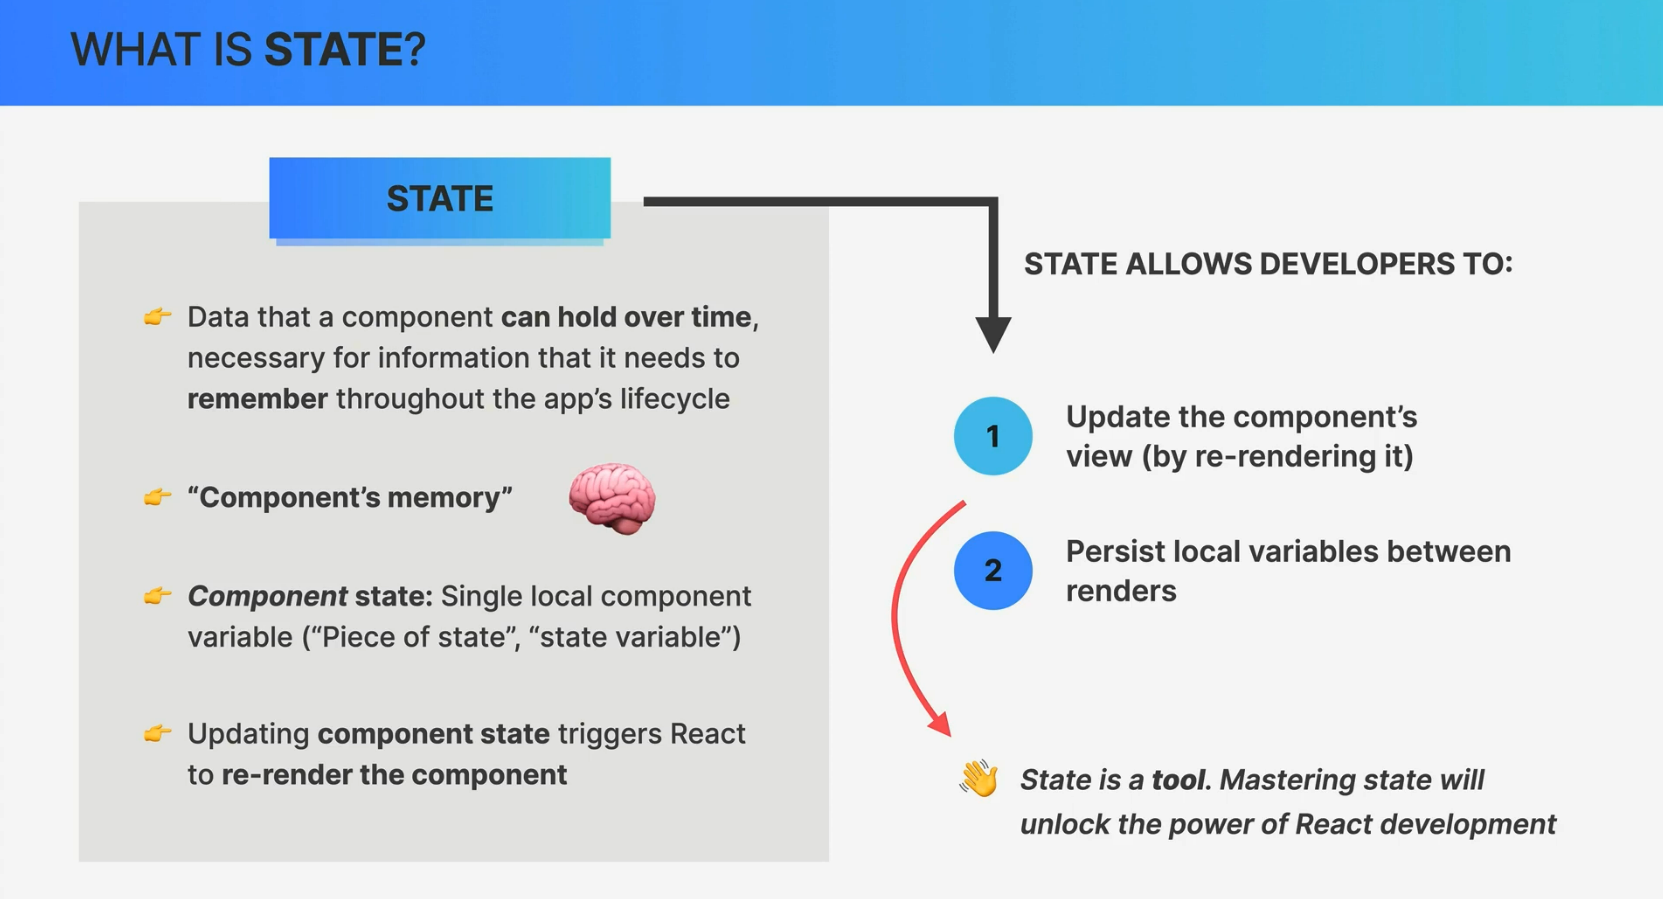 WHAT IS STATE?
STATE
👉 Data that a component can hold over time,
necessary for information that it needs to
remember throughout the app’s lifecycle
👉 “Component’s memory” 🧠
👉 Component state: Single local component
variable (“Piece of state”, “state variable”)
👉 Updating component state triggers React
to re-render the component
STATE ALLOWS DEVELOPERS TO:
1 Update the component’s
view (by re-rendering it)
2 Persist local variables between
renders
👋 State is a tool. Mastering state will
unlock the power of React development